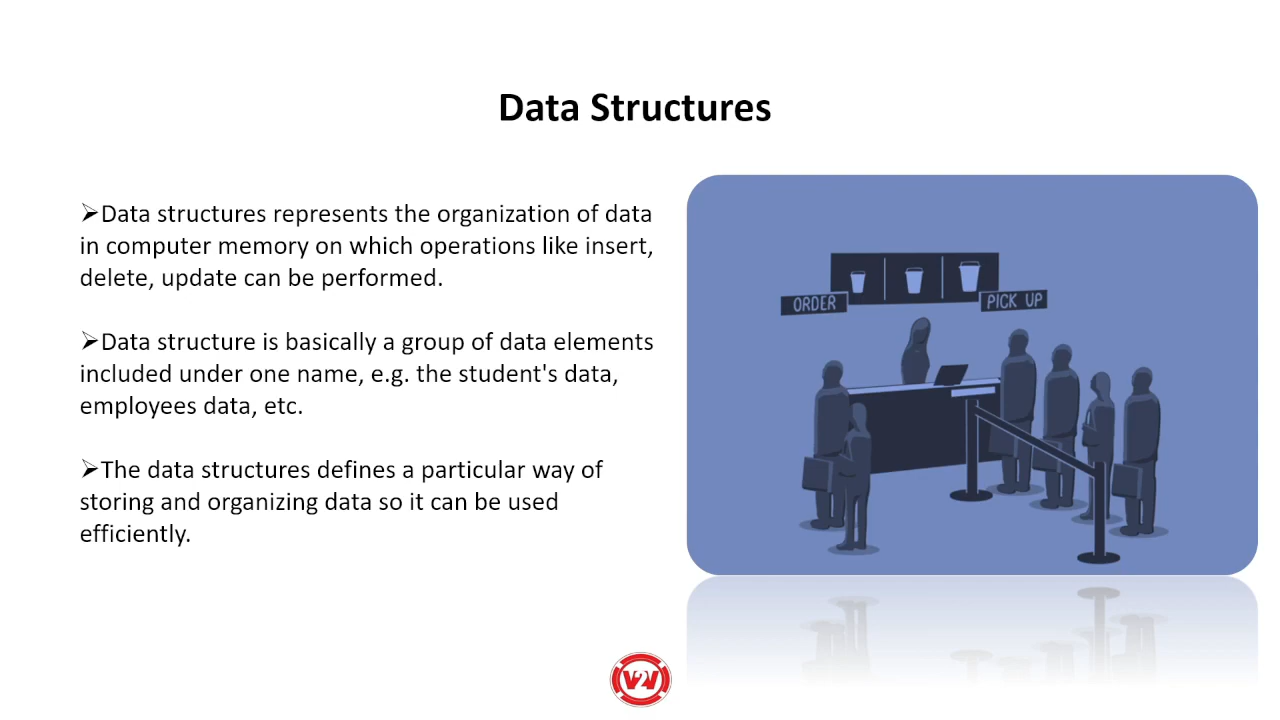 Data Structures
➢Data structures represents the organization of data
in computer memory on which operations like insert,
delete, update can be performed.
➢Data structure is basically a group of data elements
included under one name, e.g. the student's data,
employees data, etc.
➢The data structures defines a particular way of
storing and organizing data so it can be used
efficiently.
ORDER
PICK UP
V2V